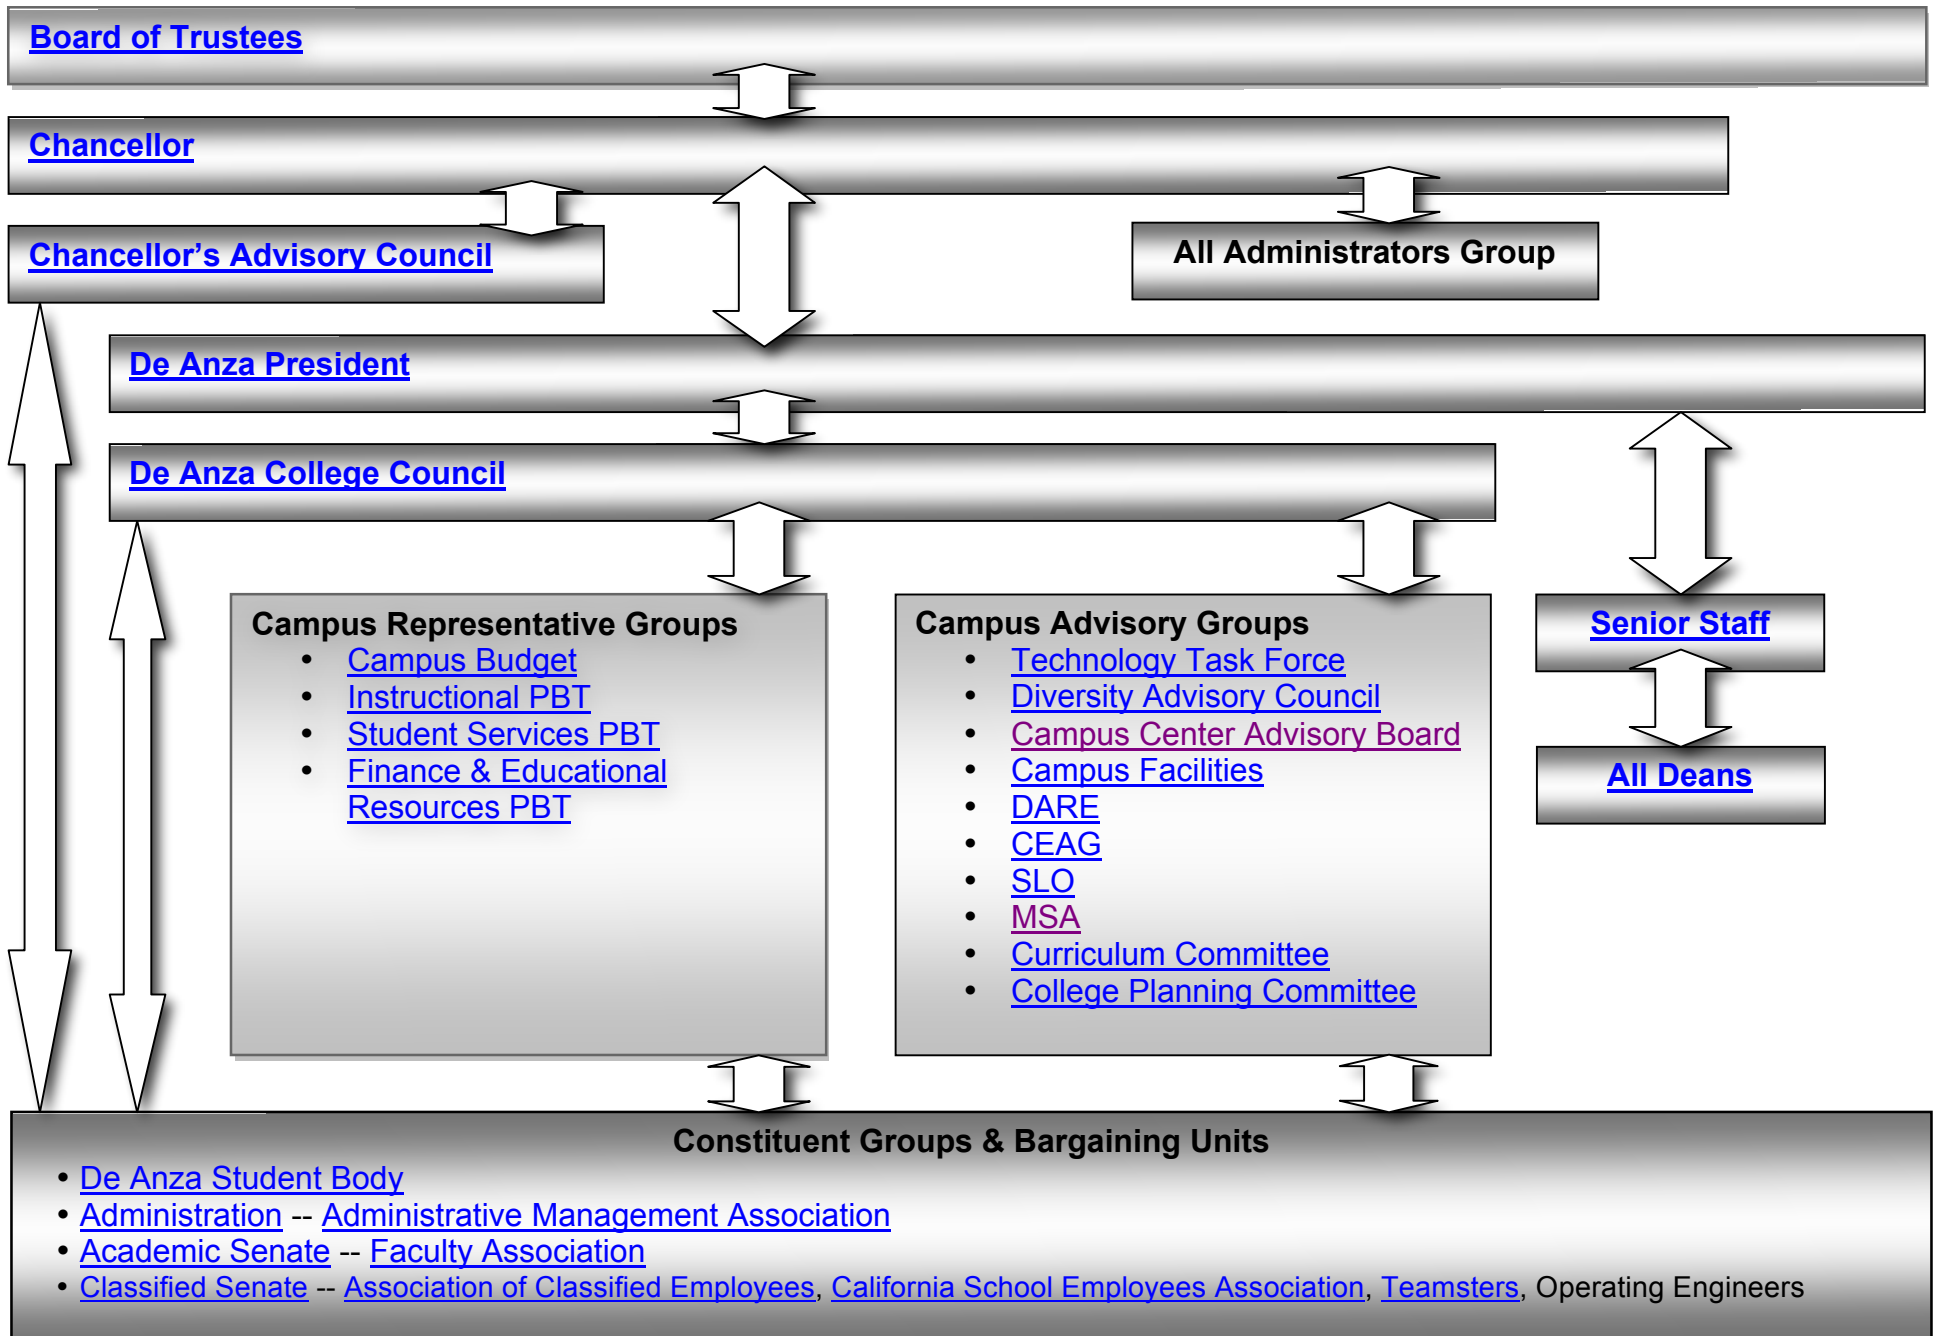 Board of Trustees
Chancellor
Chancellor’s Advisory Council
All Administrators Group
De Anza President
De Anza College Council
Campus Representative Groups
• Campus Budget
• Instructional PBT
• Student Services PBT
• Finance & Educational
Resources PBT
Campus Advisory Groups
• Technology Task Force
• Diversity Advisory Council
• Campus Center Advisory Board
• Campus Facilities
• DARE
• CEAG
• SLO
• MSA
• Curriculum Committee
• College Planning Committee
Senior Staff
All Deans
Constituent Groups & Bargaining Units
• De Anza Student Body
• Administration -- Administrative Management Association
• Academic Senate -- Faculty Association
• Classified Senate -- Association of Classified Employees, California School Employees Association, Teamsters, Operating Engineers